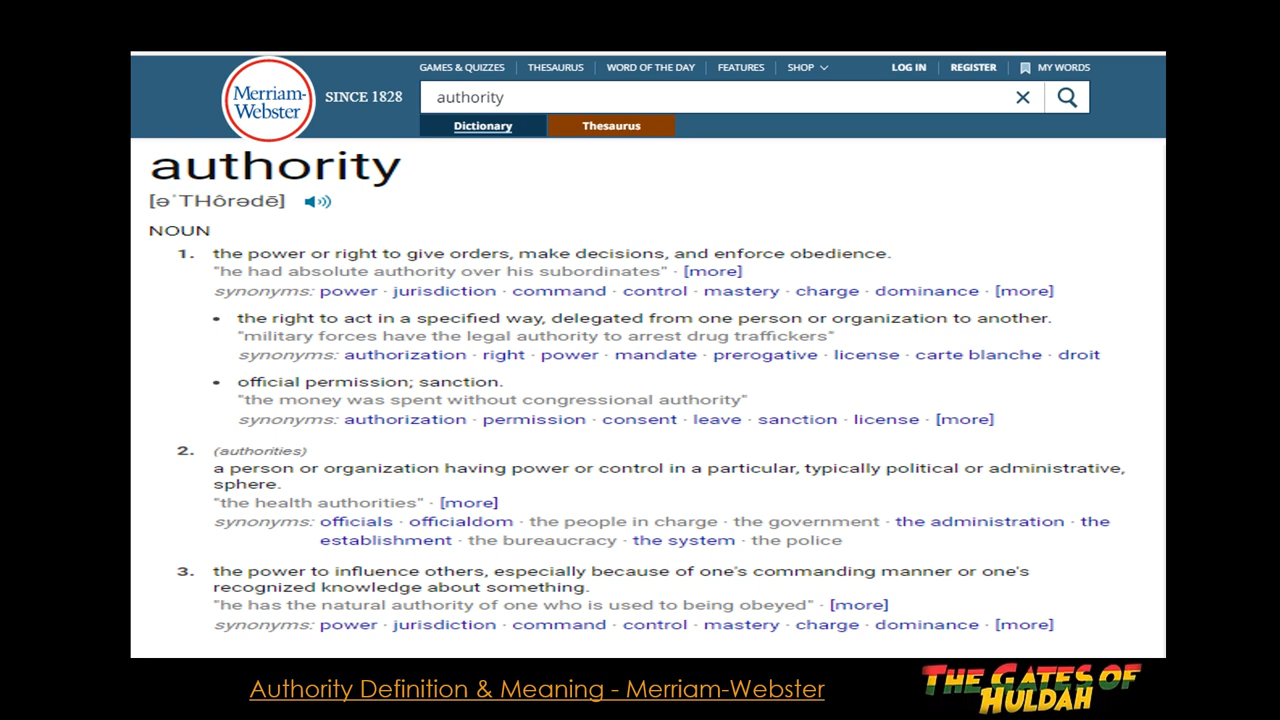 GAMES & QUIZZES THESAURUS WORD OF THE DAY FEATURES SHOP LOG IN REGISTER MY WORDS
Merriam-
Webster
SINCE 1828
authority
Dictionary Thesaurus
authority
[əˈTHôrədē]
NOUN
1. the power or right to give orders, make decisions, and enforce obedience.
"he had absolute authority over his subordinates" · [more]
synonyms: power · jurisdiction · command · control · mastery · charge · dominance · [more]
• the right to act in a specified way, delegated from one person or organization to another.
"military forces have the legal authority to arrest drug traffickers"
synonyms: authorization · right · power · mandate · prerogative · license · carte blanche · droit
• official permission; sanction.
"the money was spent without congressional authority"
synonyms: authorization · permission · consent · leave · sanction · license · [more]
2. (authorities)
a person or organization having power or control in a particular, typically political or administrative,
sphere.
"the health authorities" · [more]
synonyms: officials · officialdom · the people in charge · the government · the administration · the
establishment · the bureaucracy · the system · the police
3. the power to influence others, especially because of one's commanding manner or one's
recognized knowledge about something.
"he has the natural authority of one who is used to being obeyed" · [more]
synonyms: power · jurisdiction · command · control · mastery · charge · dominance · [more]
Authority Definition & Meaning - Merriam-Webster
THE GATES OF
HULDAH